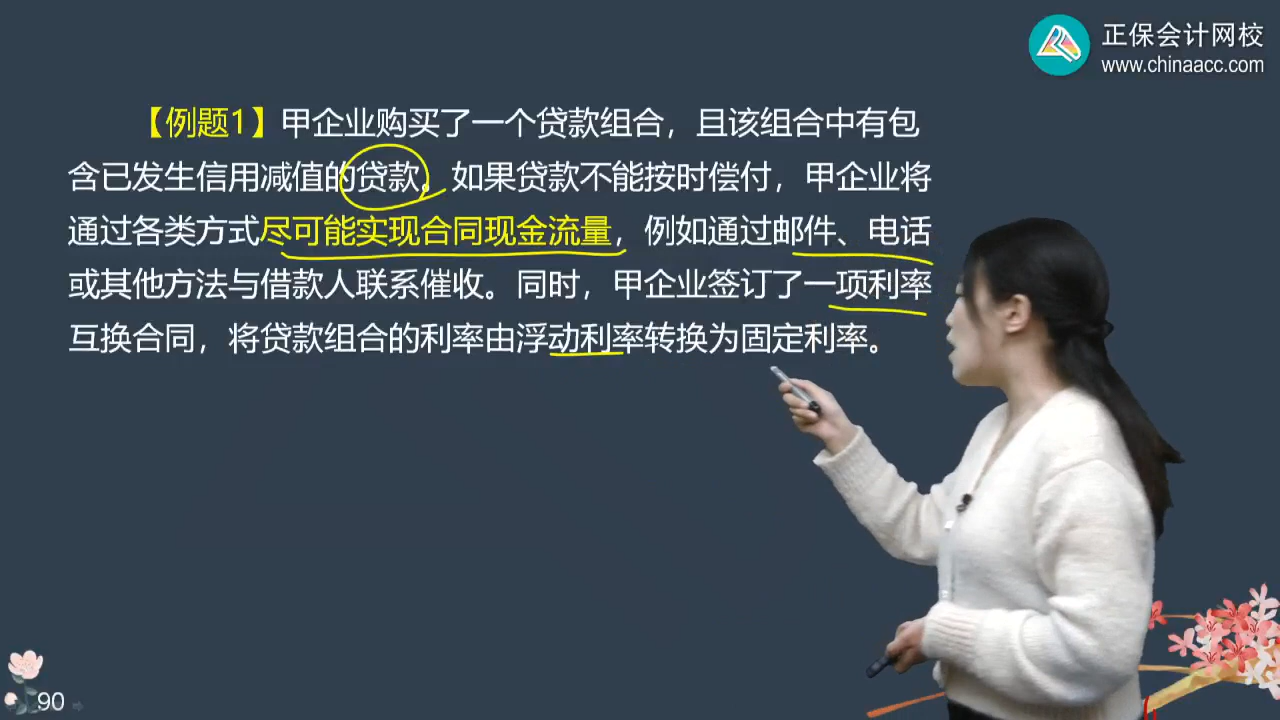 正保会计网校
www.chinaacc.com
【例题1】甲企业购买了一个贷款组合，且该组合中有包
含已发生信用减值的贷款。如果贷款不能按时偿付，甲企业将
通过各类方式尽可能实现合同现金流量，例如通过邮件、电话
或其他方法与借款人联系催收。同时，甲企业签订了一项利率
互换合同，将贷款组合的利率由浮动利率转换为固定利率。
90